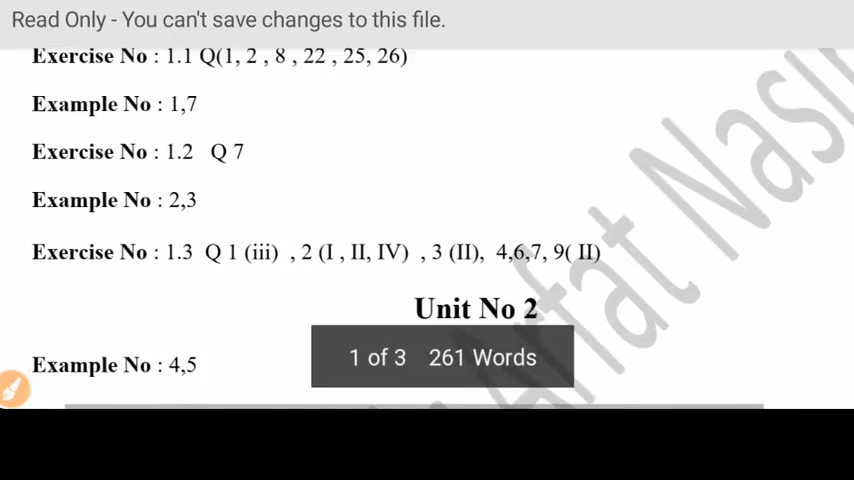 Read Only - You can't save changes to this file.
Exercise No : 1.1 Q(1, 2 , 8 , 22 , 25, 26)
Example No : 1,7
Exercise No : 1.2 Q 7
Example No : 2,3
Exercise No : 1.3 Q 1 (iii) , 2 (I , II, IV) , 3 (II), 4,6,7, 9( II)
Unit No 2
1 of 3 261 Words
Example No : 4,5
Arfat Nasir